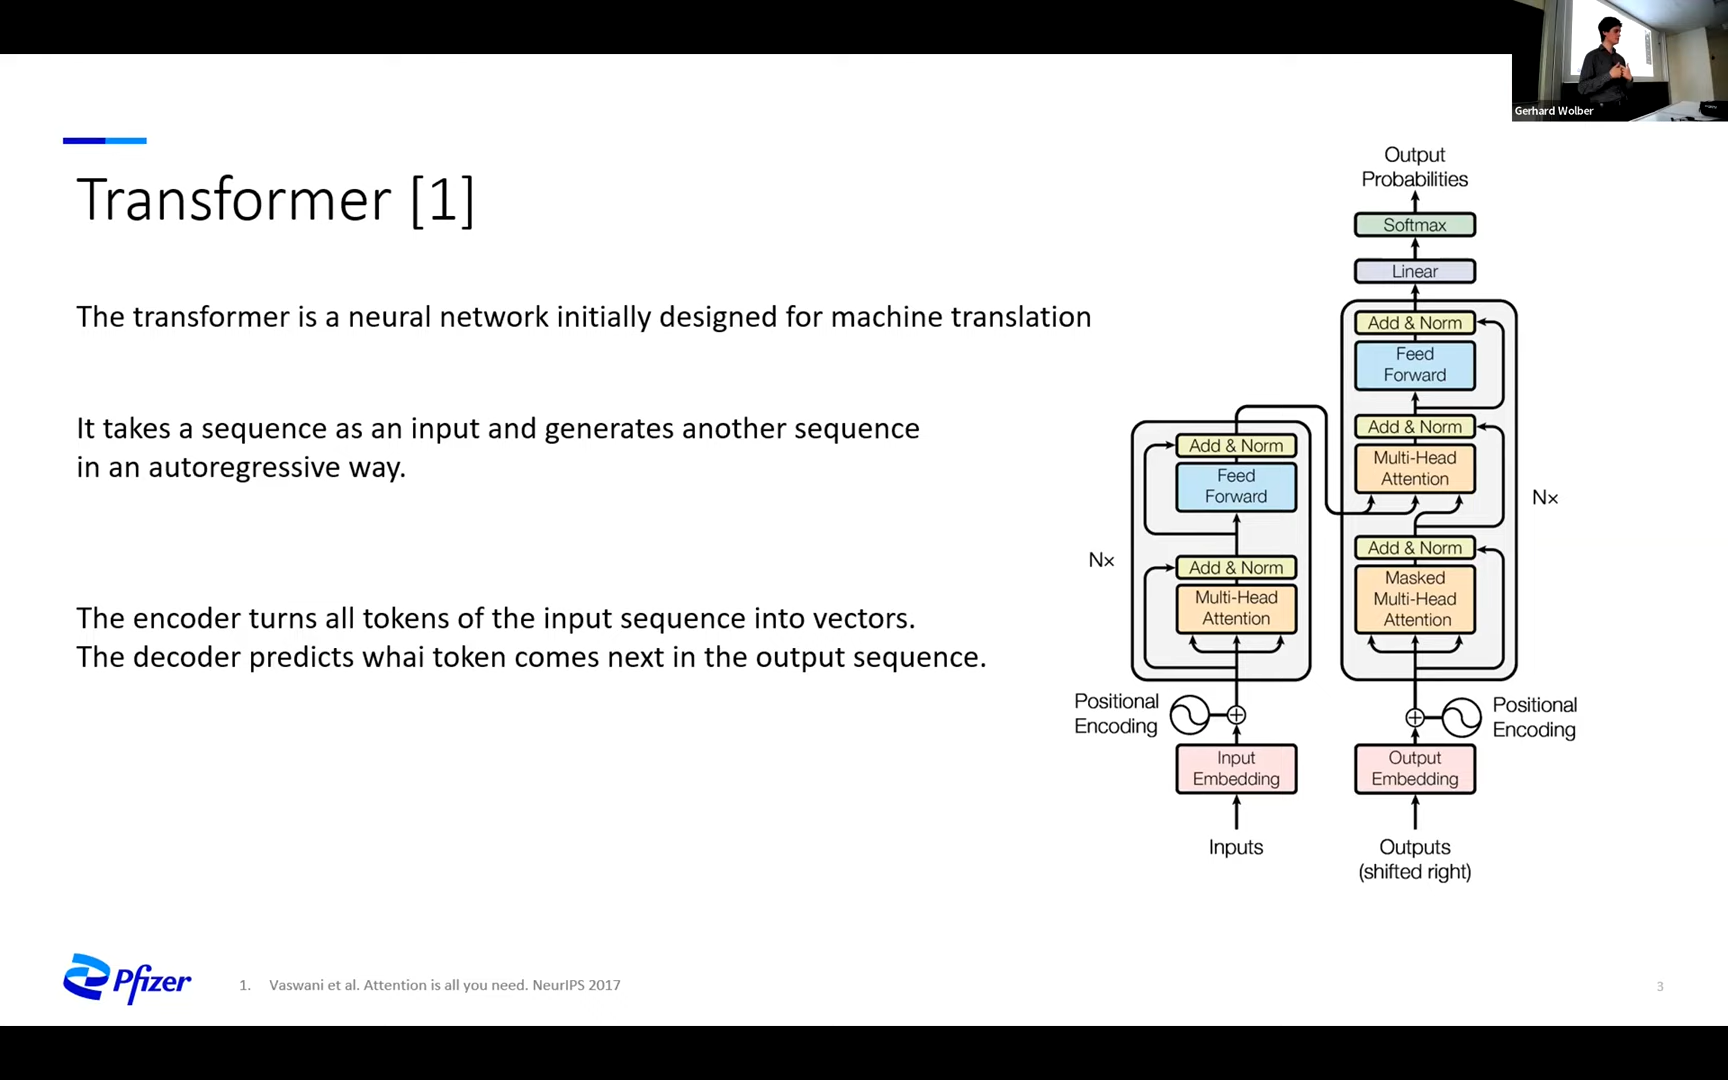 Gerhard Wolber
Transformer [1]
The transformer is a neural network initially designed for machine translation
It takes a sequence as an input and generates another sequence
in an autoregressive way.
The encoder turns all tokens of the input sequence into vectors.
The decoder predicts whai token comes next in the output sequence.
Output
Probabilities
Softmax
Linear
Add & Norm
Feed
Forward
Add & Norm
Multi-Head
Attention
Nx
Add & Norm
Masked
Multi-Head
Attention
Positional
Encoding
Output
Embedding
Outputs
(shifted right)
Add & Norm
Feed
Forward
Nx
Add & Norm
Multi-Head
Attention
Positional
Encoding
Input
Embedding
Inputs
Pfizer
1. Vaswani et al. Attention is all you need. NeurIPS 2017
3